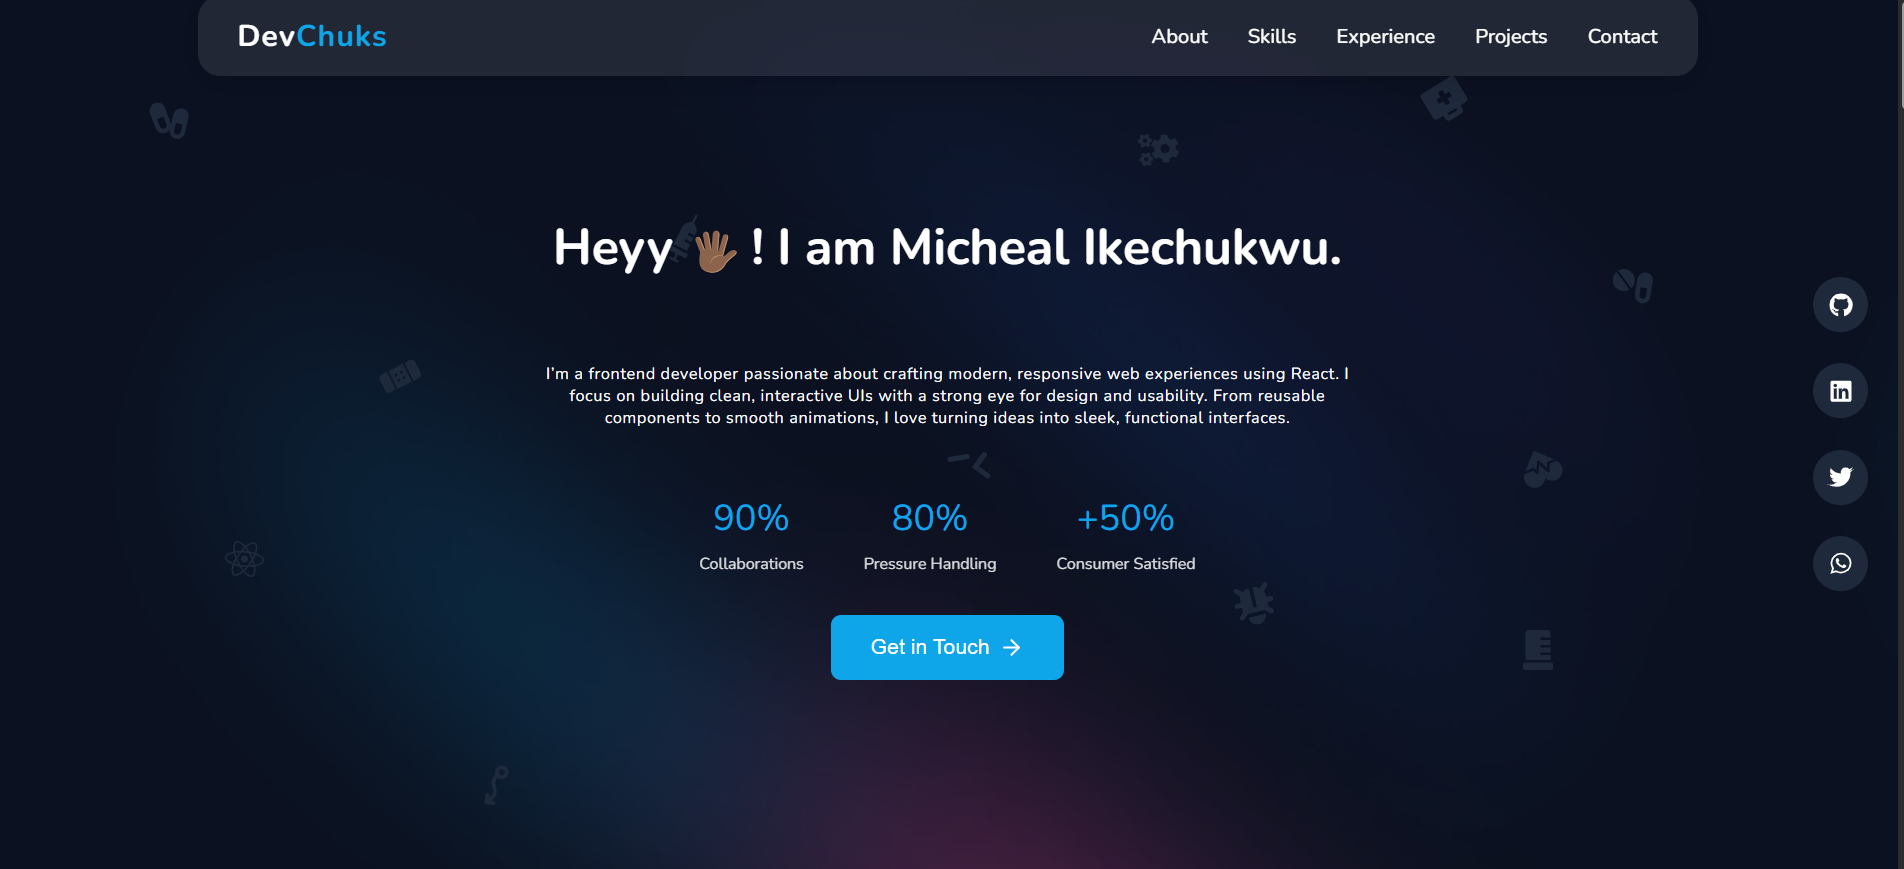 DevChuks
About Skills Experience Projects Contact
Heyy 🖐🏾 ! I am Micheal Ikechukwu.
I'm a frontend developer passionate about crafting modern, responsive web experiences using React. I
focus on building clean, interactive UIs with a strong eye for design and usability. From reusable
components to smooth animations, I love turning ideas into sleek, functional interfaces.
90% 80% +50%
Collaborations Pressure Handling Consumer Satisfied
Get in Touch →